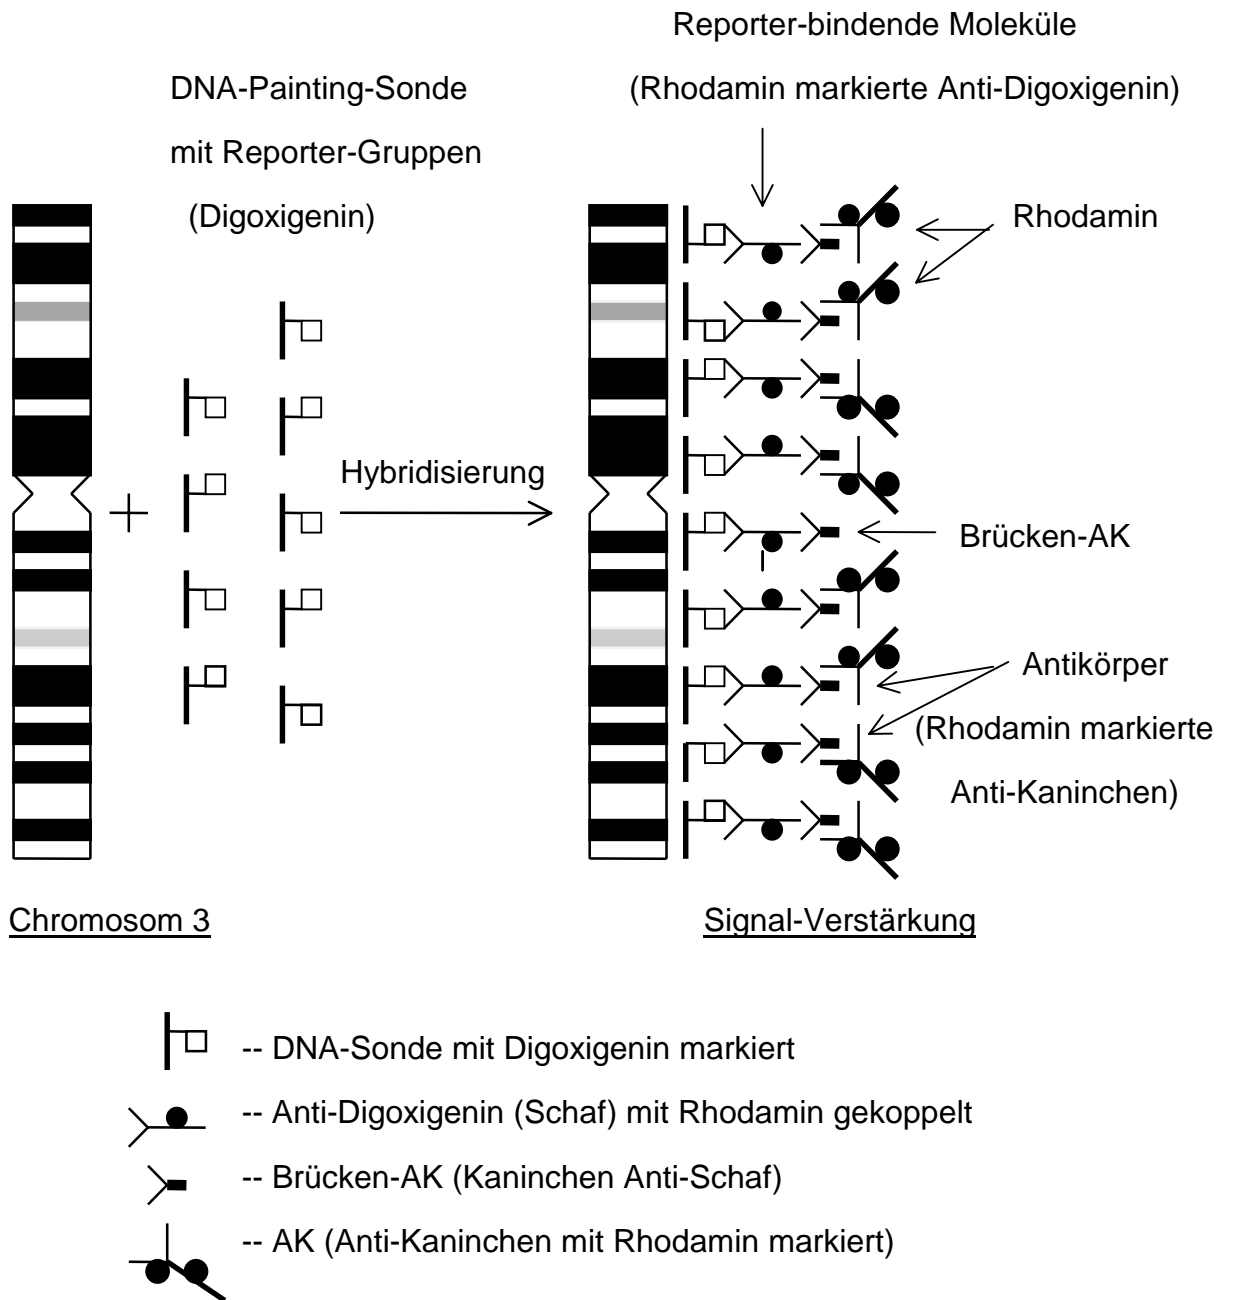 Reporter-bindende Moleküle
DNA-Painting-Sonde
(Rhodamin markierte Anti-Digoxigenin)
mit Reporter-Gruppen
(Digoxigenin)
Rhodamin
Hybridisierung
Brücken-AK
Antikörper
(Rhodamin markierte
Anti-Kaninchen)
Chromosom 3
Signal-Verstärkung
-- DNA-Sonde mit Digoxigenin markiert
-- Anti-Digoxigenin (Schaf) mit Rhodamin gekoppelt
-- Brücken-AK (Kaninchen Anti-Schaf)
-- AK (Anti-Kaninchen mit Rhodamin markiert)